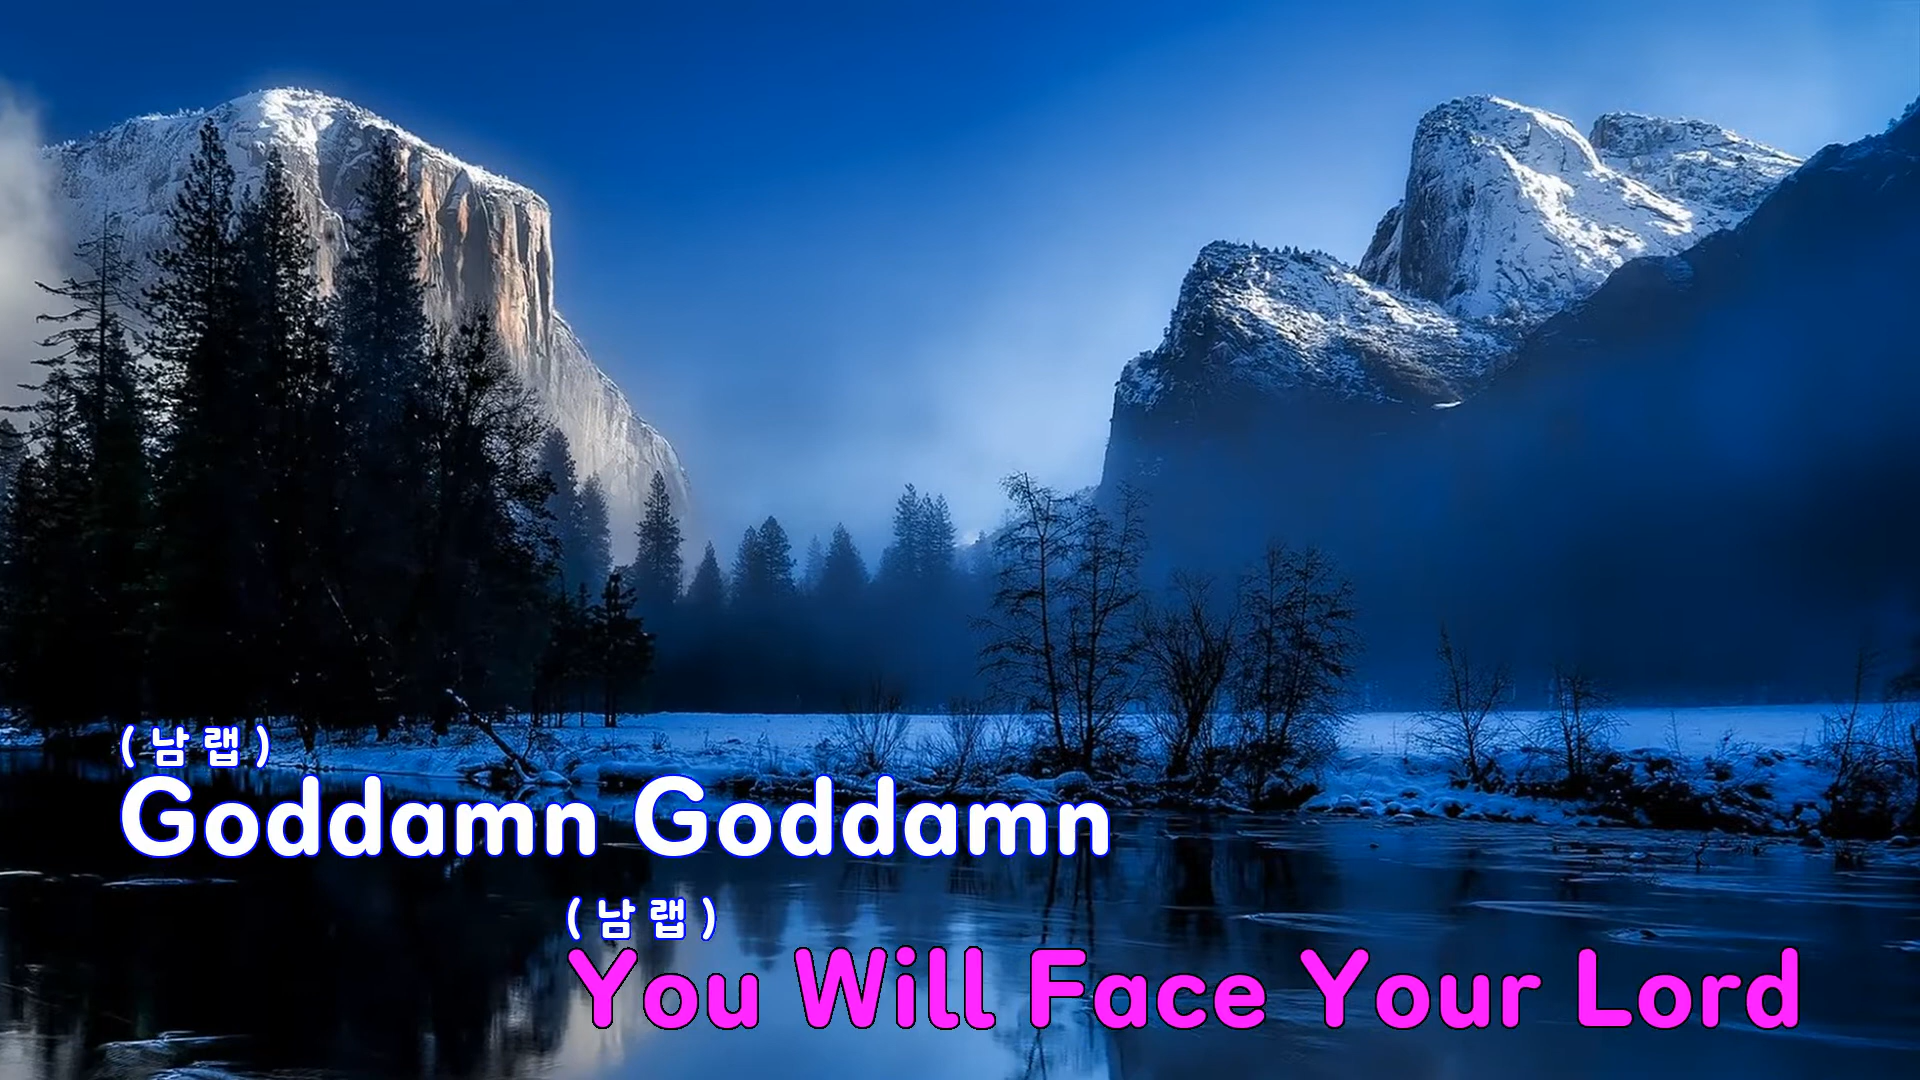 ( 남 랩 )
Goddamn Goddamn
( 남 랩 )
You Will Face Your Lord